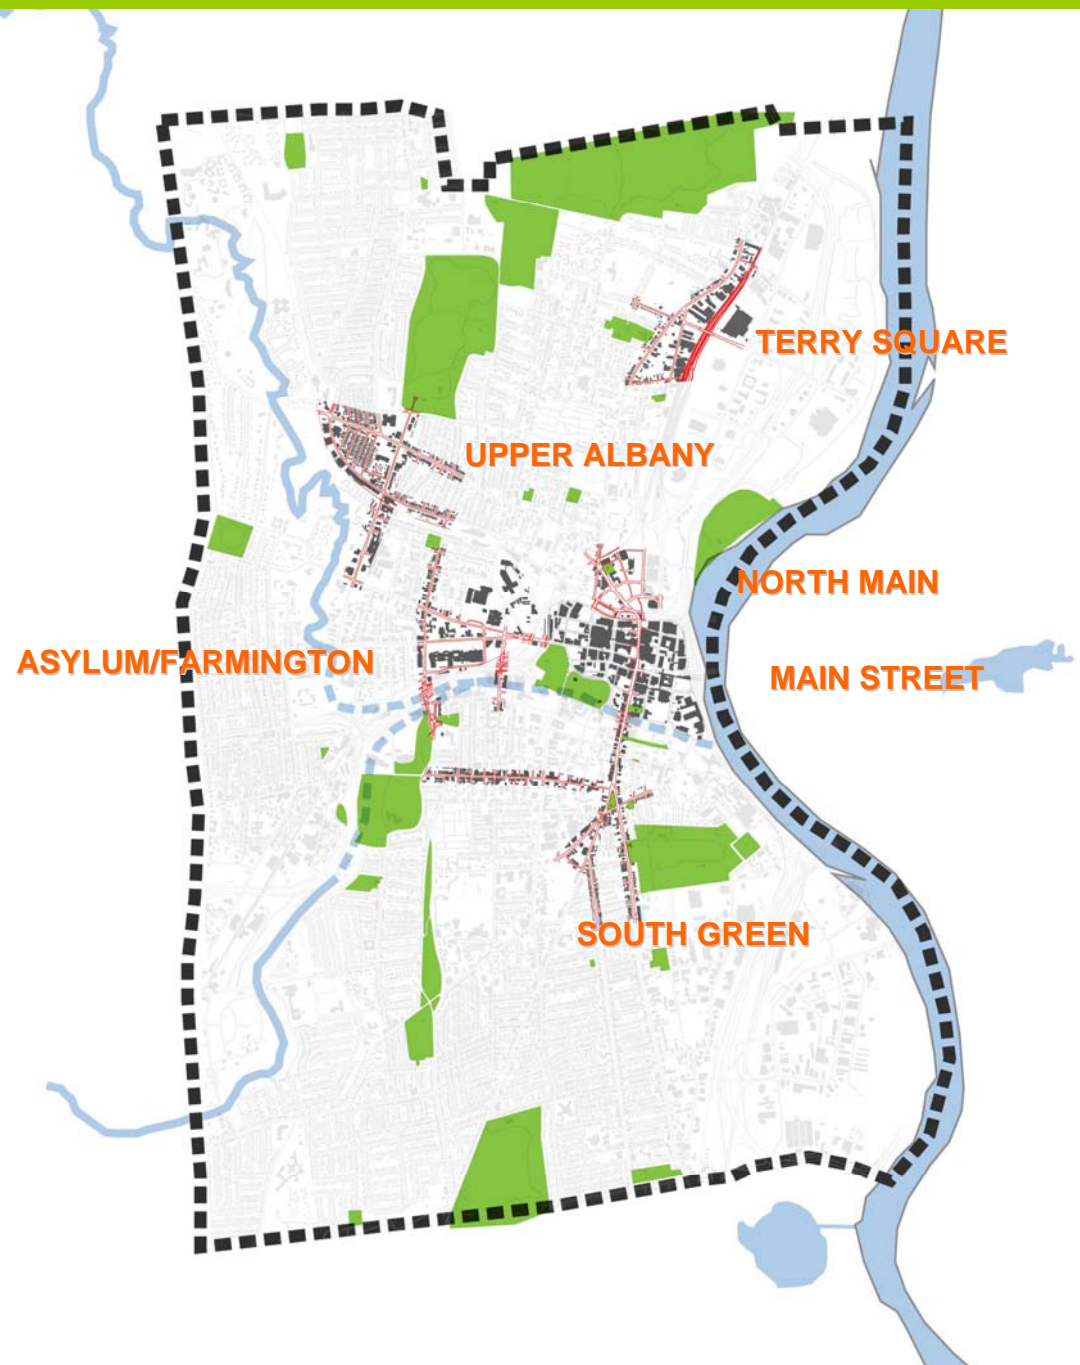 TERRY SQUARE
UPPER ALBANY
NORTH MAIN
ASYLUM/FARMINGTON
MAIN STREET
SOUTH GREEN